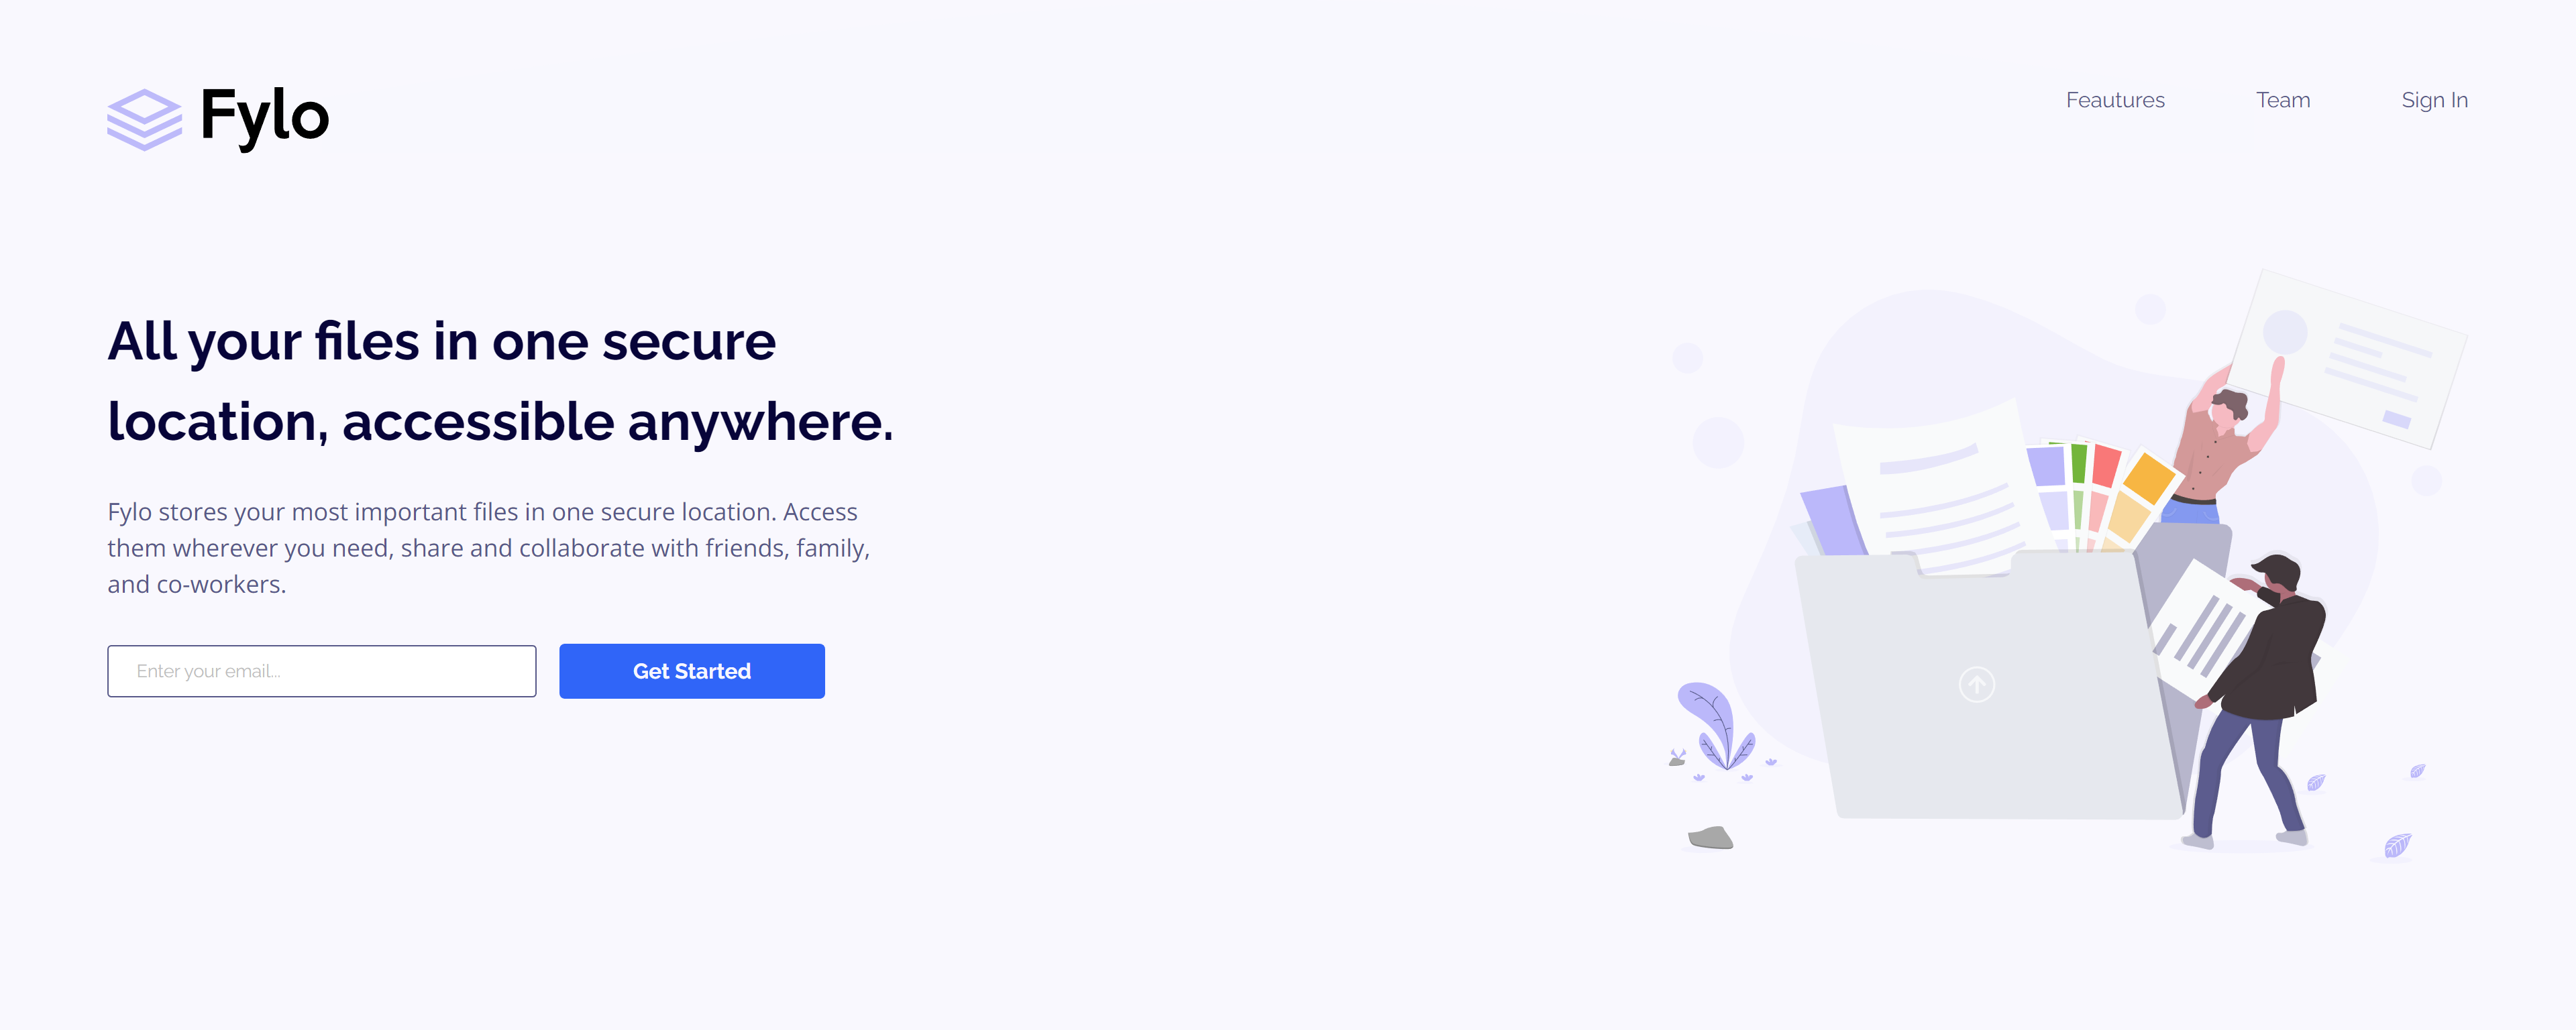 Fylo
Feautures
Team
Sign In
All your files in one secure
location, accessible anywhere.
Fylo stores your most important files in one secure location. Access
them wherever you need, share and collaborate with friends, family,
and co-workers.
Enter your email...
Get Started